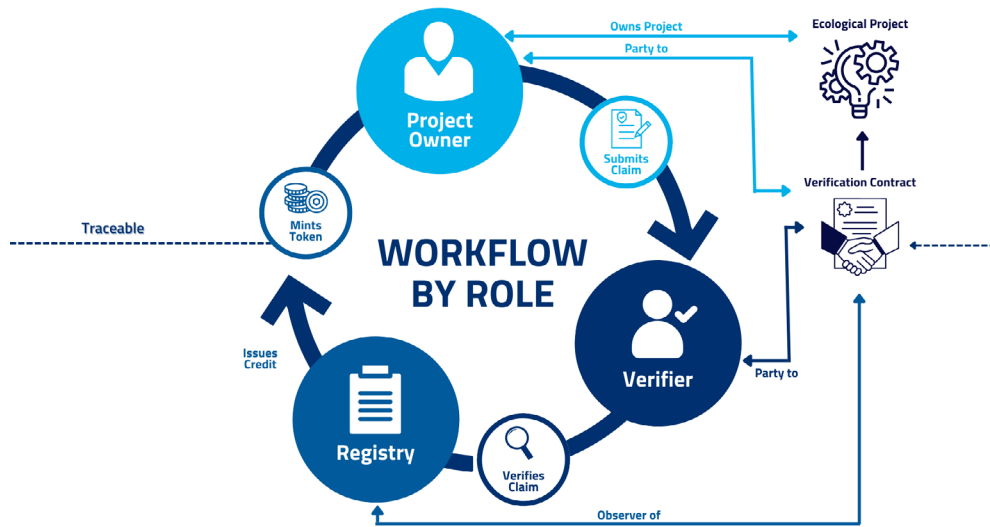 Owns Project
Party to
Ecological Project
Project
Owner
Submits
Claim
Verification Contract
Mints
Token
Traceable
WORKFLOW
BY ROLE
Issues
Credit
Verifier
Party to
Registry
Verifies
Claim
Observer of